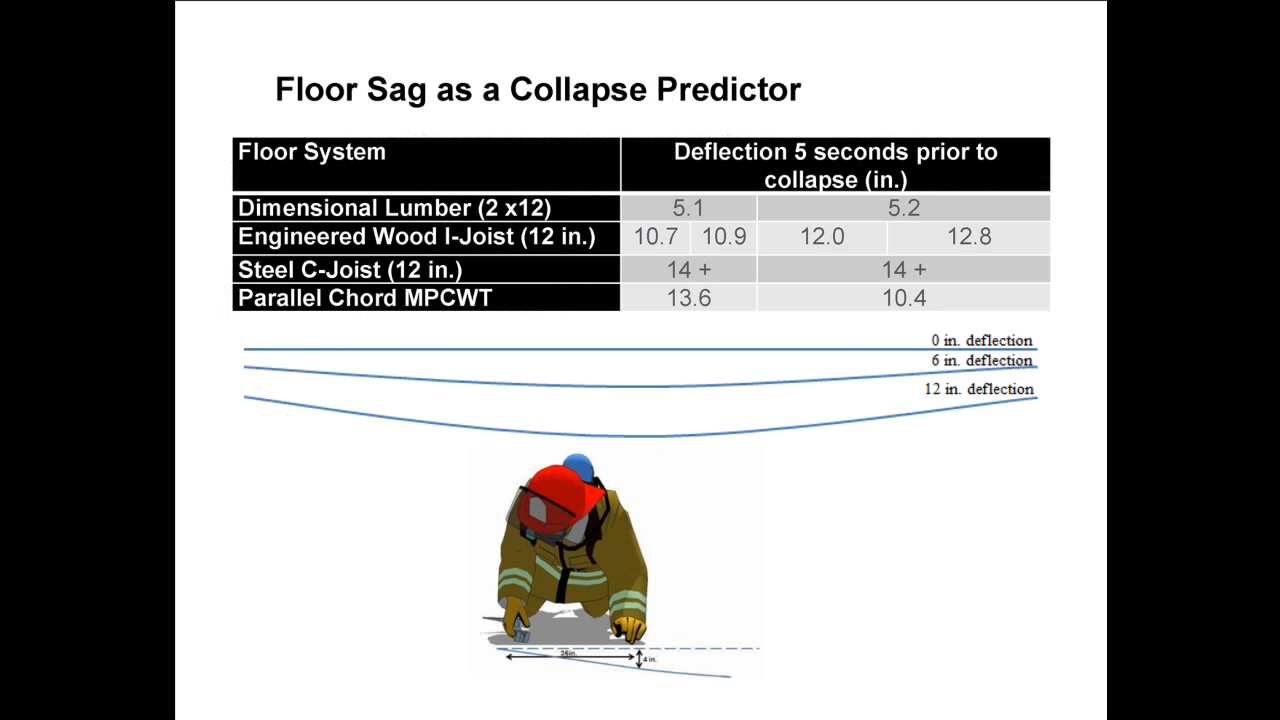 Floor Sag as a Collapse Predictor
Floor System
Deflection 5 seconds prior to
collapse (in.)
Dimensional Lumber (2 x12) 5.1 5.2
Engineered Wood I-Joist (12 in.) 10.7 10.9 12.0 12.8
Steel C-Joist (12 in.) 14 + 14 +
Parallel Chord MPCWT 13.6 10.4
0 in. deflection
6 in. deflection
12 in. deflection
36in.
4 in.